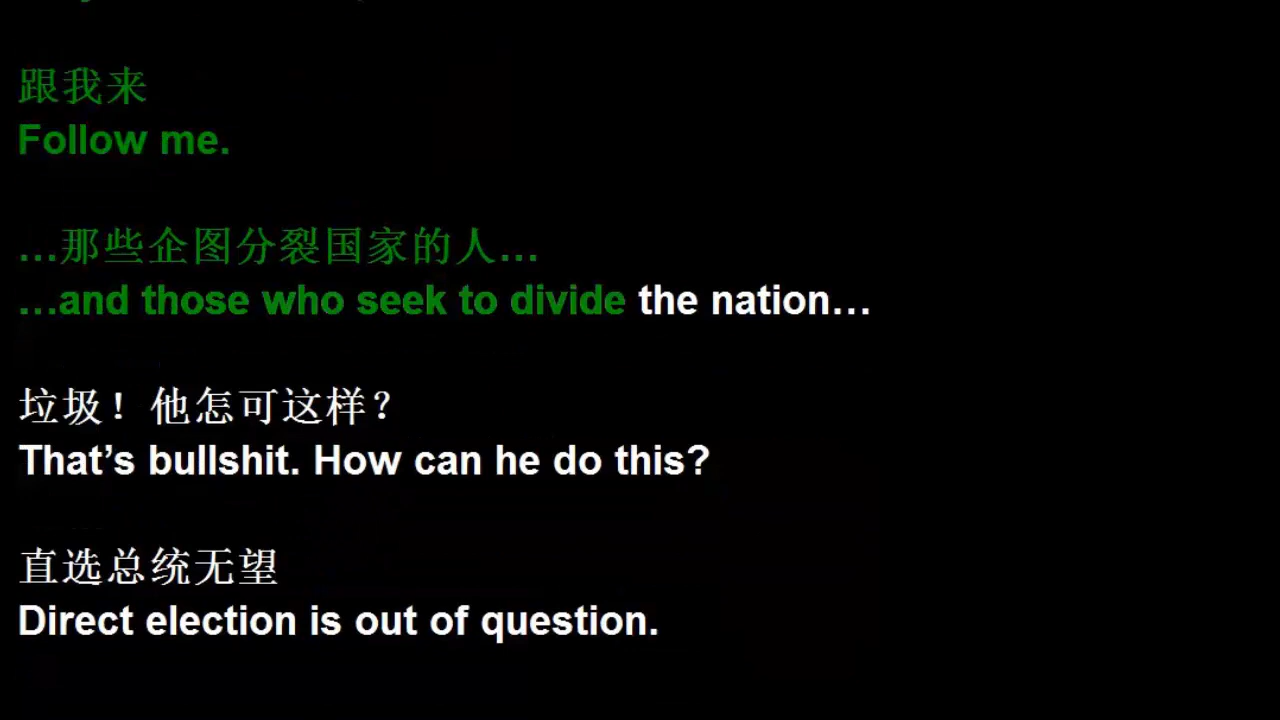 跟我来
Follow me.
…那些企图分裂国家的人…
…and those who seek to divide the nation…
垃圾！他怎可这样？
That’s bullshit. How can he do this?
直选总统无望
Direct election is out of question.